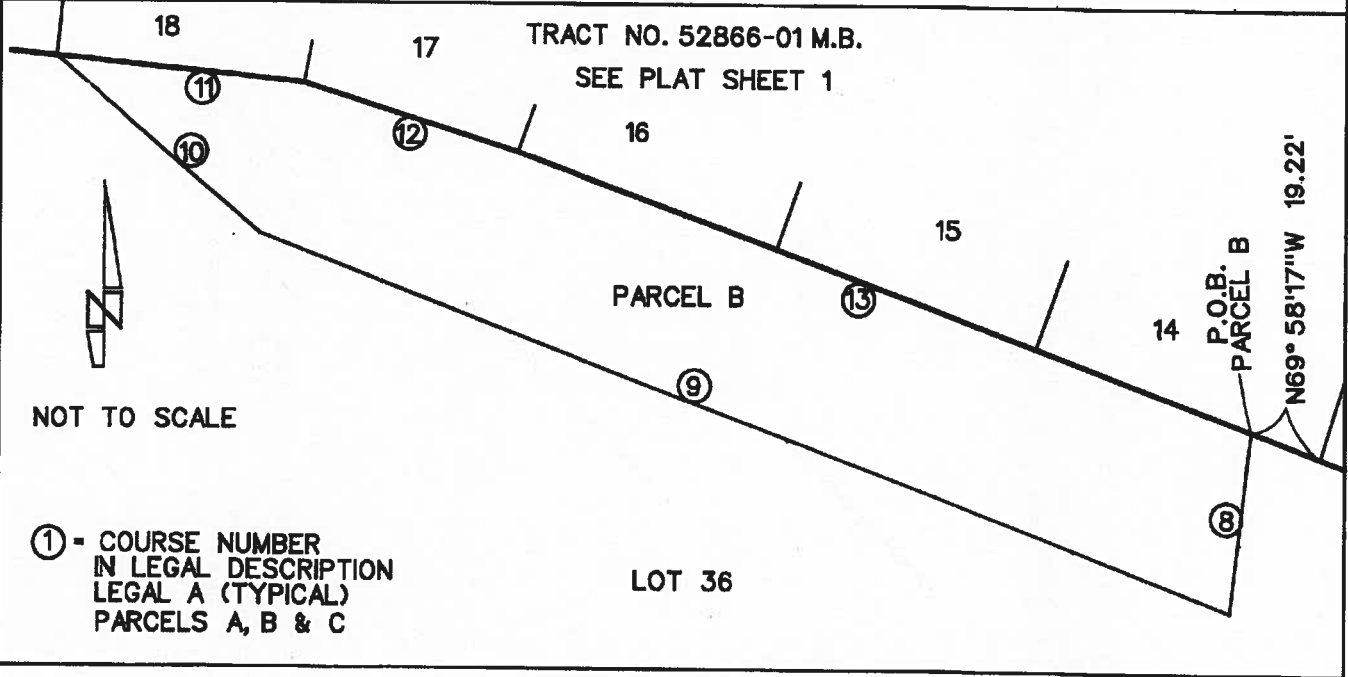 18
17
TRACT NO. 52866-01 M.B.
SEE PLAT SHEET 1
11
12
16
10
15
N69° 58'17"W 19.22'
P.O.B.
PARCEL B
PARCEL B
13
14
N
9
NOT TO SCALE
8
1 = COURSE NUMBER
IN LEGAL DESCRIPTION
LEGAL A (TYPICAL)
PARCELS A, B & C
LOT 36